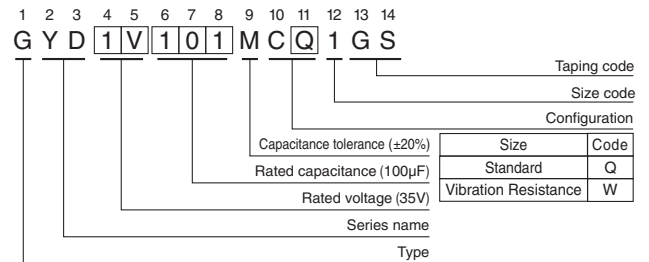 1 2 3 4 5 6 7 8 9 10 11 12 13 14
G Y D 1 V 1 0 1 M C Q 1 G S
Taping code
Size code
Configuration
Capacitance tolerance (±20%)
Rated capacitance (100µF)
Rated voltage (35V)
Series name
Type
Size Code
Standard Q
Vibration Resistance W